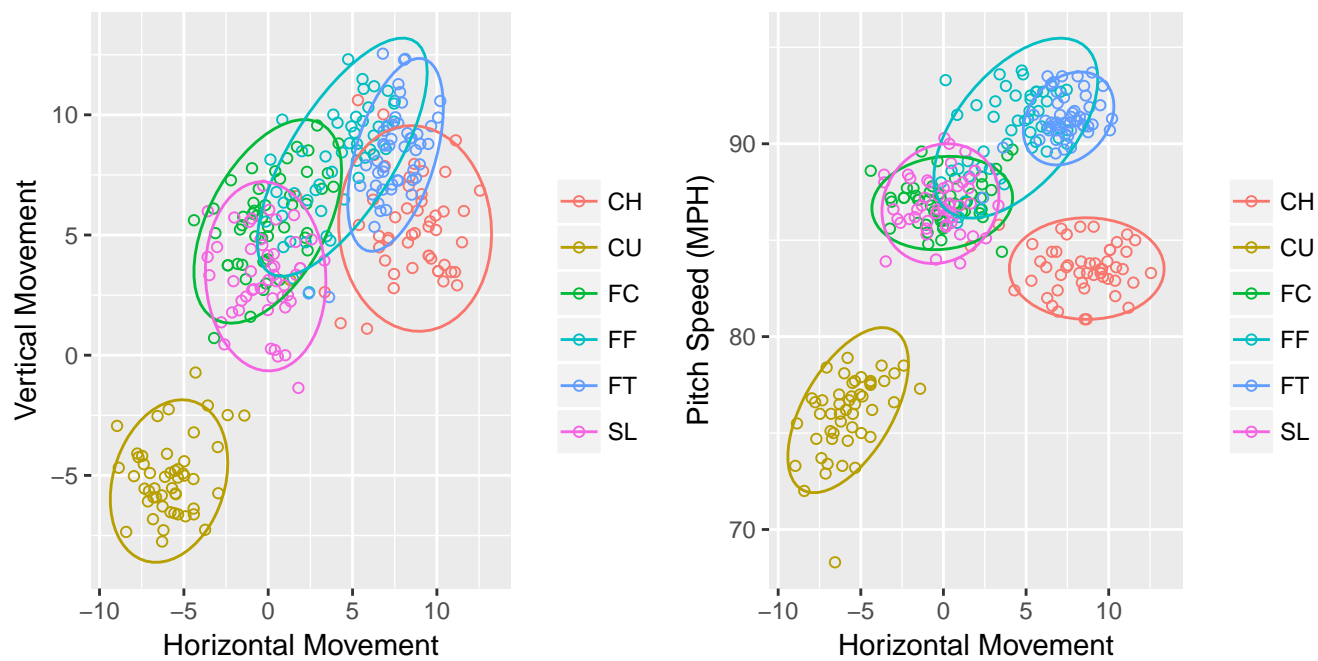 Vertical Movement
10
5
0
−5
−10
−5
0
5
10
Horizontal Movement
CH
CU
FC
FF
FT
SL
Pitch Speed (MPH)
90
80
70
−10
−5
0
5
10
Horizontal Movement
CH
CU
FC
FF
FT
SL